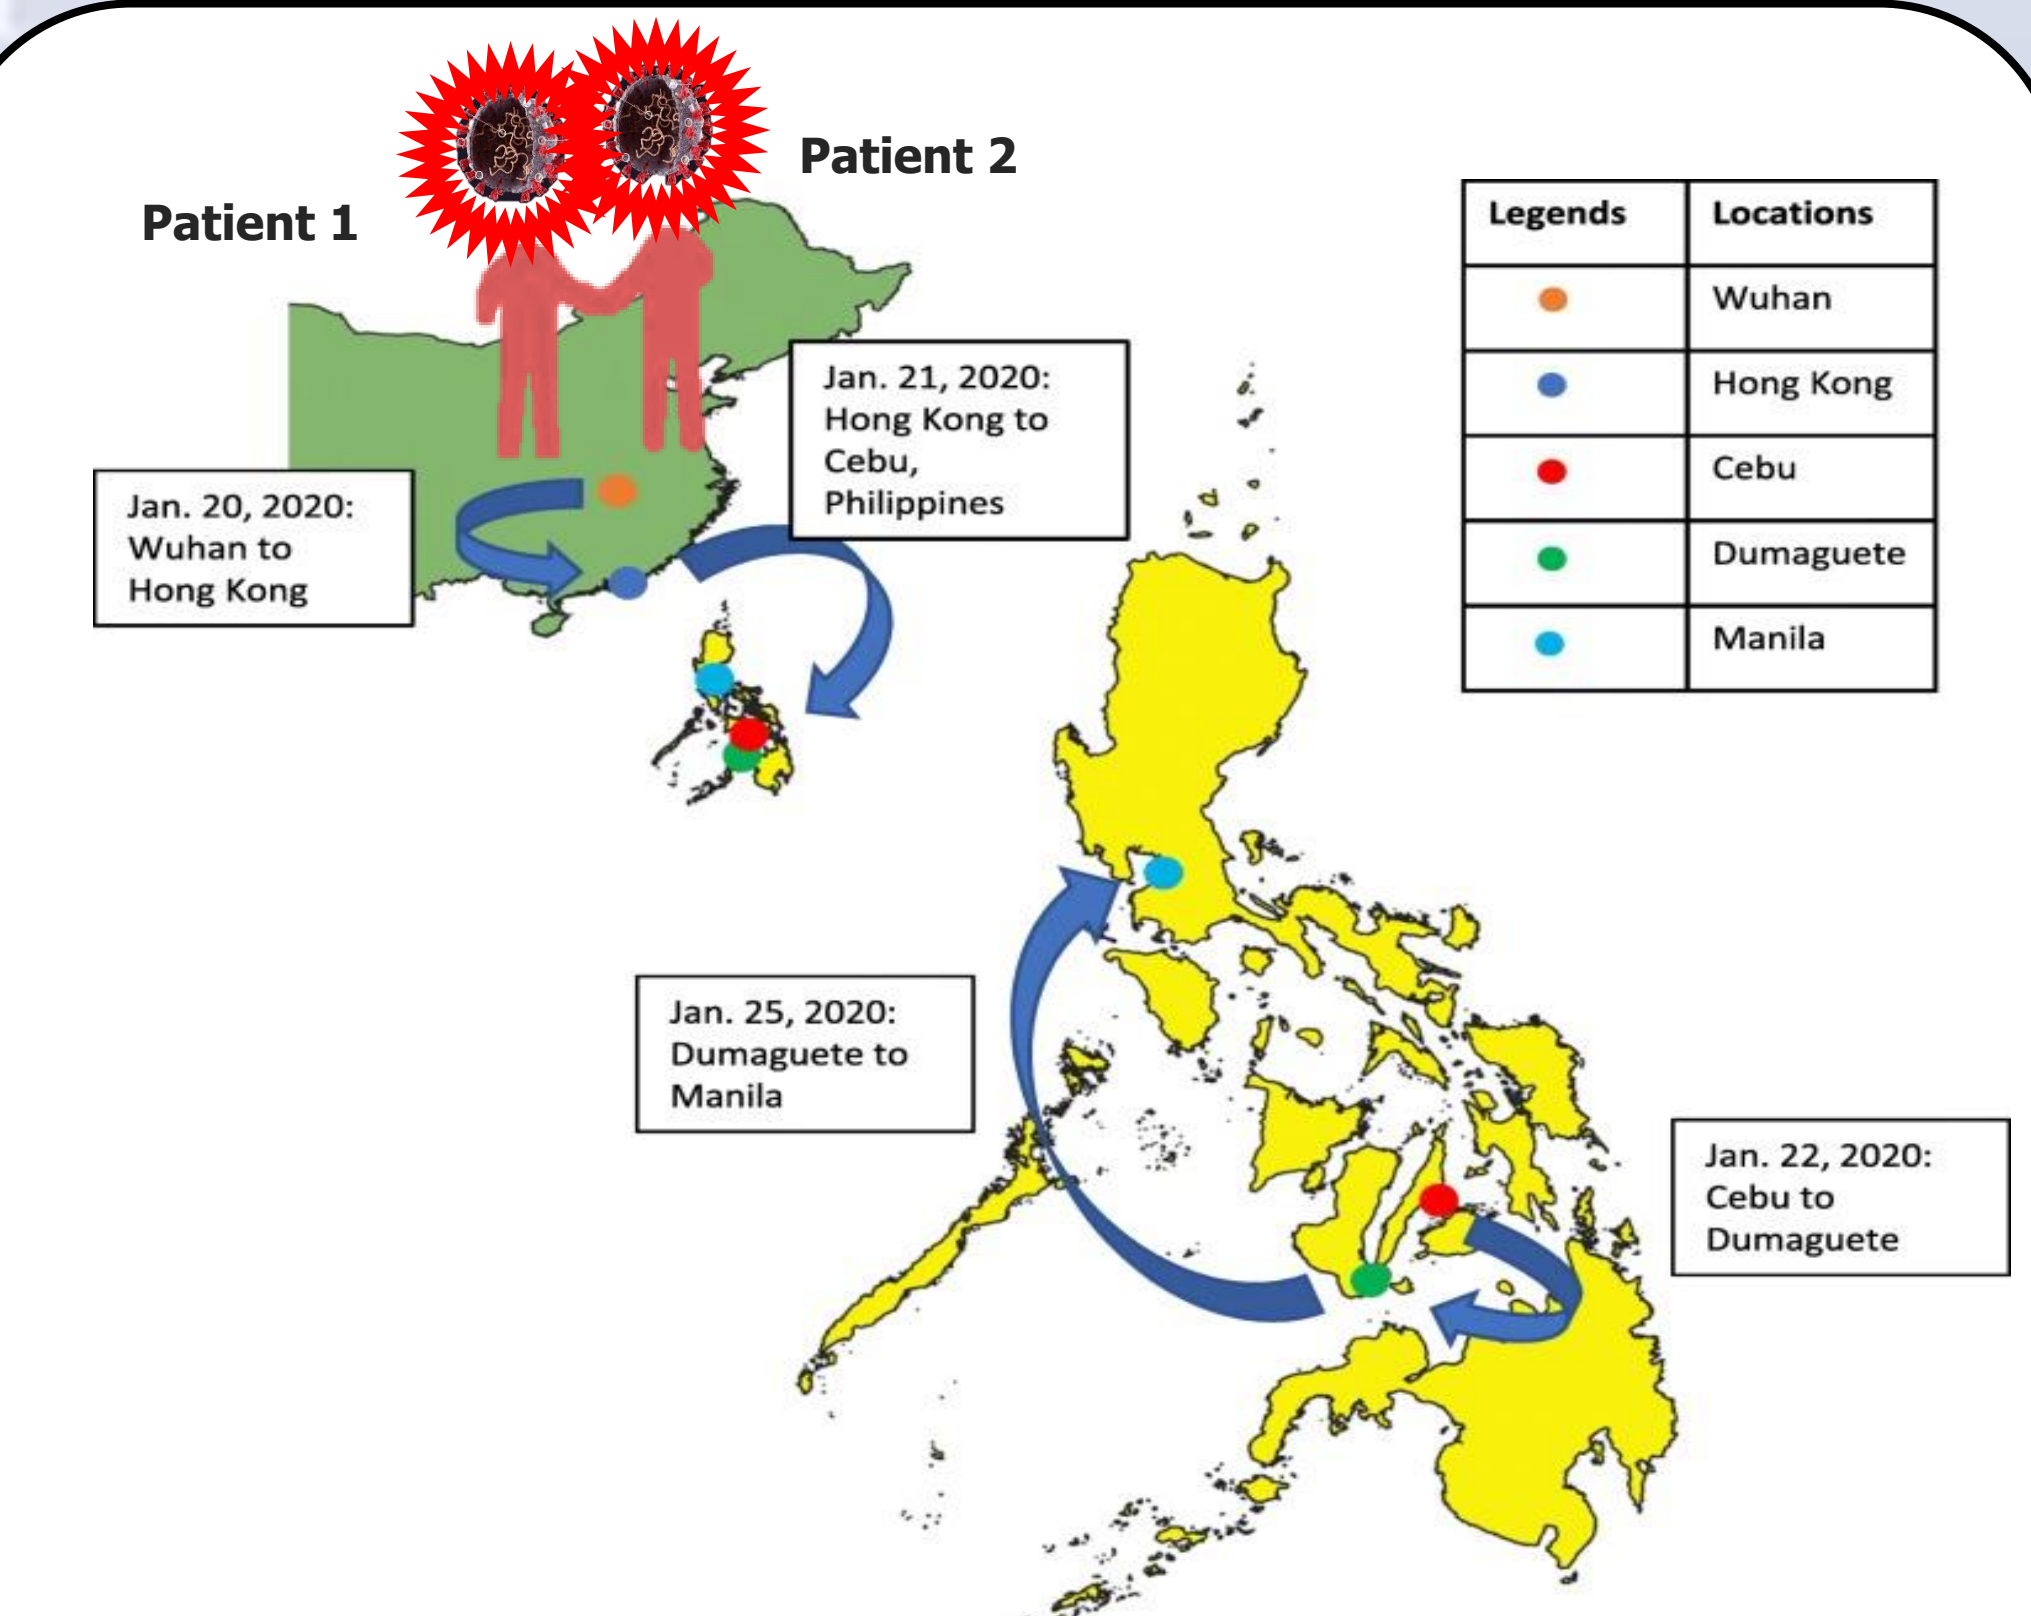 Patient 2
Patient 1
Legends Locations
Wuhan
Hong Kong
Cebu
Dumaguete
Manila
Jan. 21, 2020:
Hong Kong to
Cebu,
Philippines
Jan. 20, 2020:
Wuhan to
Hong Kong
Jan. 25, 2020:
Dumaguete to
Manila
Jan. 22, 2020:
Cebu to
Dumaguete